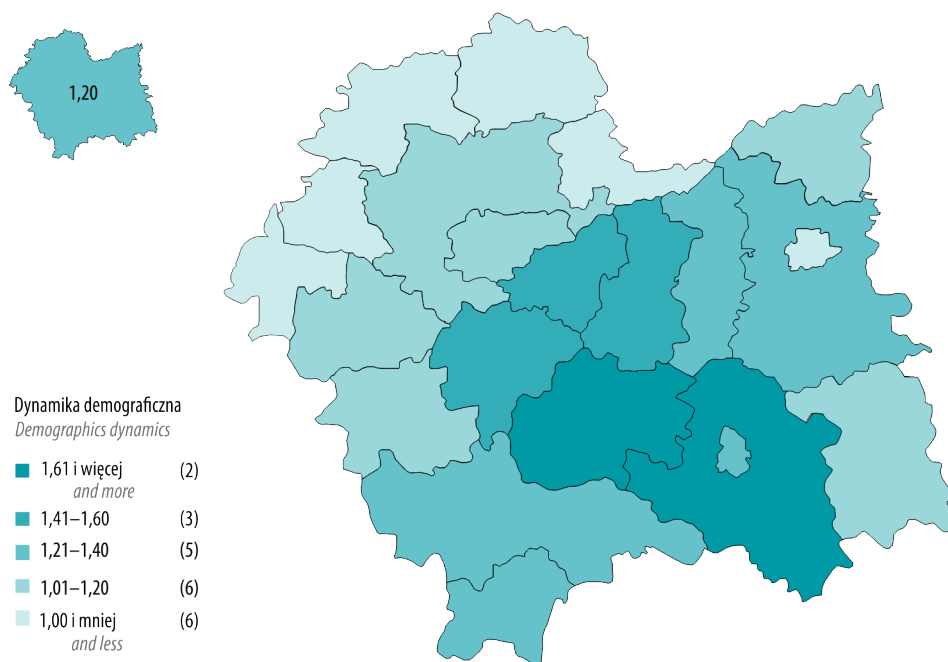 1,20
Dynamika demograficzna
Demographics dynamics
1,61 i więcej (2)
and more
1,41–1,60 (3)
1,21–1,40 (5)
1,01–1,20 (6)
1,00 i mniej (6)
and less